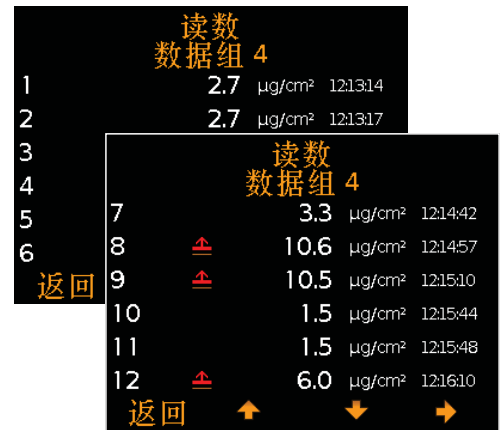 读数
数据组 4
1 2.7 µg/cm² 12:13:14
2 2.7 µg/cm² 12:13:17
3
4
5
6
返回
读数
数据组 4
7 3.3 µg/cm² 12:14:42
8 10.6 µg/cm² 12:14:57
9 10.5 µg/cm² 12:15:10
10 1.5 µg/cm² 12:15:44
11 1.5 µg/cm² 12:15:48
12 6.0 µg/cm² 12:16:10
返回